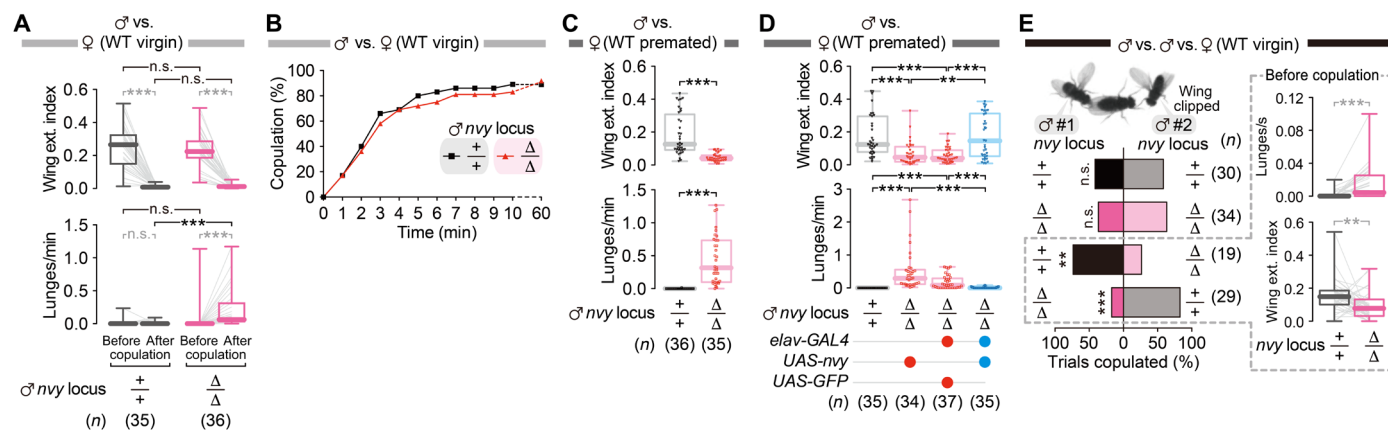 A
♂ vs.
♀ (WT virgin)
n.s.
n.s.
*** ***
Wing ext. index
0.6
0.4
0.2
0.0
n.s.
***
n.s. ***
Lunges/min
1.5
1.0
0.5
0.0
Before After Before After
copulation copulation
♂ nvy locus + / + Δ / Δ
(n) (35) (36)
B
♂ vs. ♀ (WT virgin)
Copulation (%)
100
80
60
40
20
0
♂ nvy locus
+ / + Δ / Δ
0 1 2 3 4 5 6 7 8 9 10 60
Time (min)
C
♂ vs.
♀ (WT premated)
***
Wing ext. index
0.6
0.4
0.2
0.0
***
Lunges/min
1.5
1.0
0.5
0.0
♂ nvy locus + / + Δ / Δ
(n) (36) (35)
D
♂ vs.
♀ (WT premated)
*** ***
*** **
Wing ext. index
0.6
0.4
0.2
0.0
*** ***
*** ***
Lunges/min
3
2
1
0
♂ nvy locus + / + Δ / Δ Δ / Δ Δ / Δ
elav-GAL4
UAS-nvy
UAS-GFP
(n) (35) (34) (37) (35)
E
♂ vs. ♂ vs. ♀ (WT virgin)
Wing
clipped
♂ #1 ♂ #2
nvy locus nvy locus (n)
+ / + n.s. + / + (30)
Δ / Δ n.s. Δ / Δ (34)
+ / + ** Δ / Δ (19)
Δ / Δ *** + / + (29)
100 50 0 50 100
Trials copulated (%)
Before copulation
***
Lunges/s
0.12
0.08
0.04
0.00
**
Wing ext. index
0.6
0.4
0.2
0.0
nvy locus + / + Δ / Δ